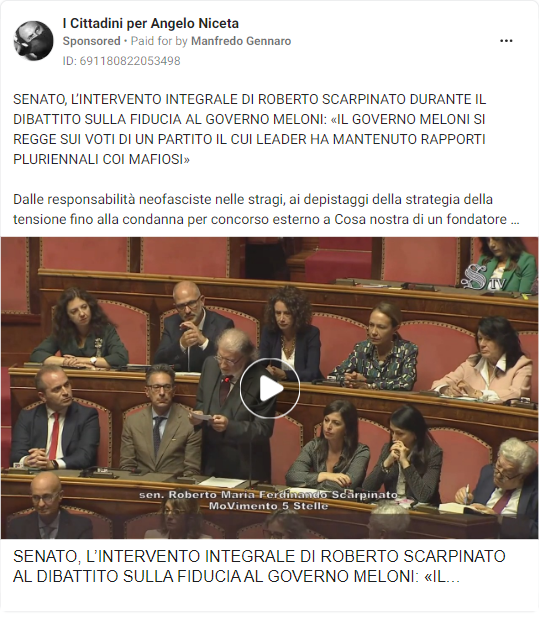 I Cittadini per Angelo Niceta
Sponsored • Paid for by Manfredo Gennaro
ID: 691180822053498
SENATO, L'INTERVENTO INTEGRALE DI ROBERTO SCARPINATO DURANTE IL
DIBATTITO SULLA FIDUCIA AL GOVERNO MELONI: «IL GOVERNO MELONI SI
REGGE SUI VOTI DI UN PARTITO IL CUI LEADER HA MANTENUTO RAPPORTI
PLURIENNALI COI MAFIOSI»
Dalle responsabilità neofasciste nelle stragi, ai depistaggi della strategia della
tensione fino alla condanna per concorso esterno a Cosa nostra di un fondatore ...
S TV
sen. Roberto Maria Ferdinando Scarpinato
MoVimento 5 Stelle
SENATO, L'INTERVENTO INTEGRALE DI ROBERTO SCARPINATO
AL DIBATTITO SULLA FIDUCIA AL GOVERNO MELONI: «IL...